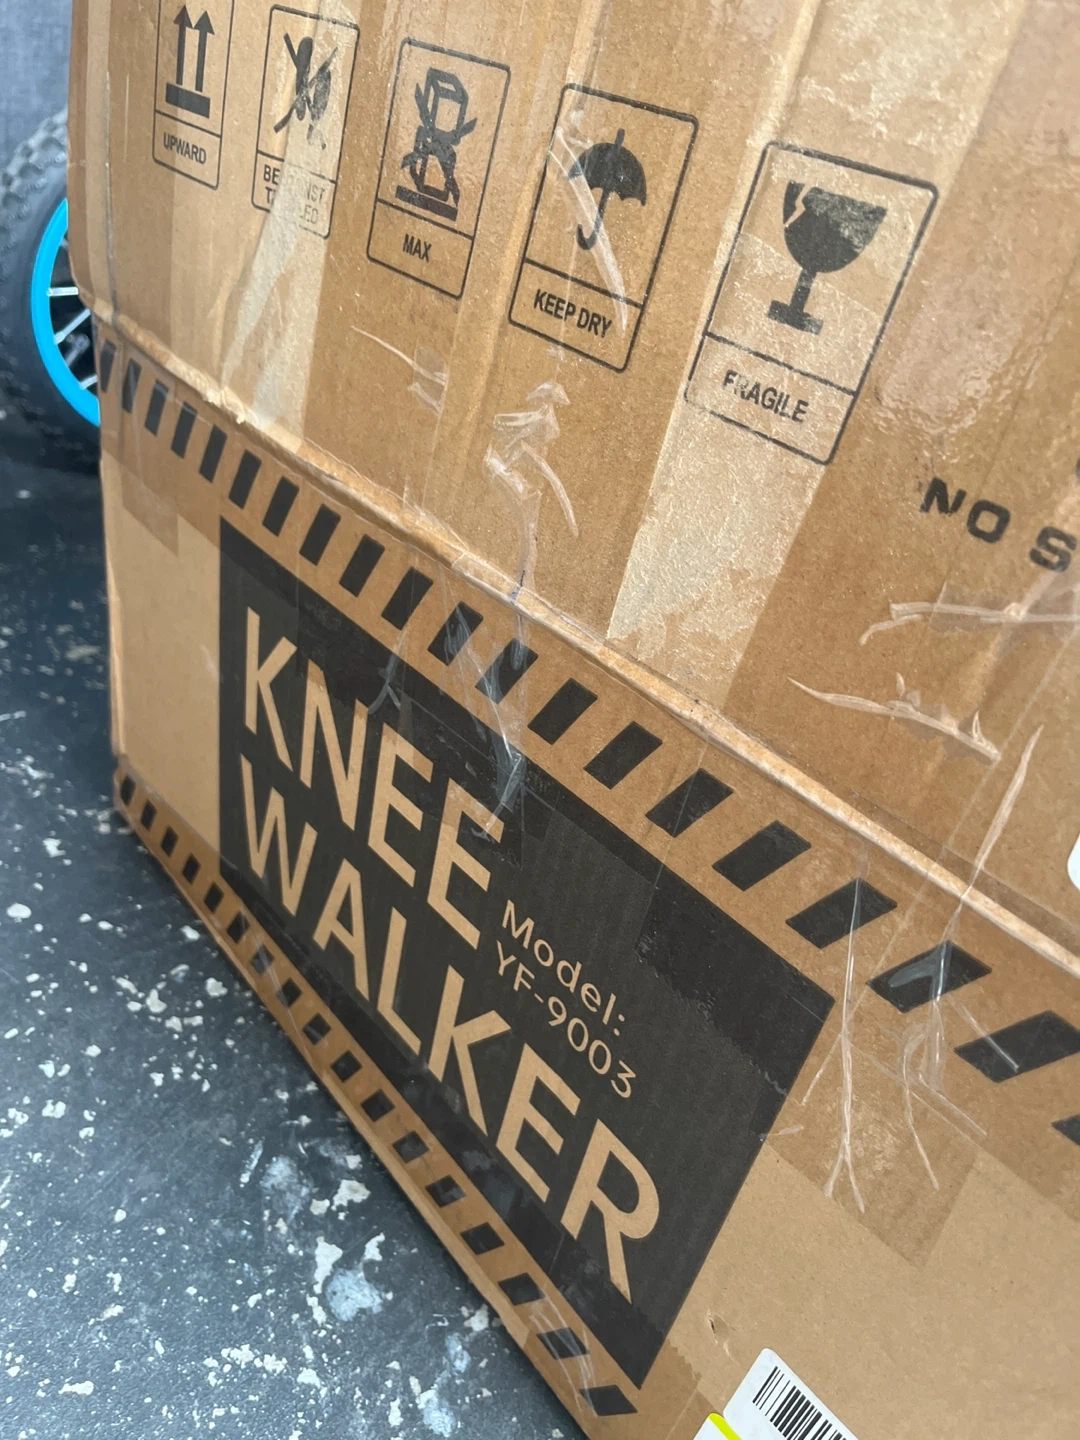 UPWARD
MAX
KEEP DRY
FRAGILE
NO
KNEE
WALKER
Model:
YF-9003